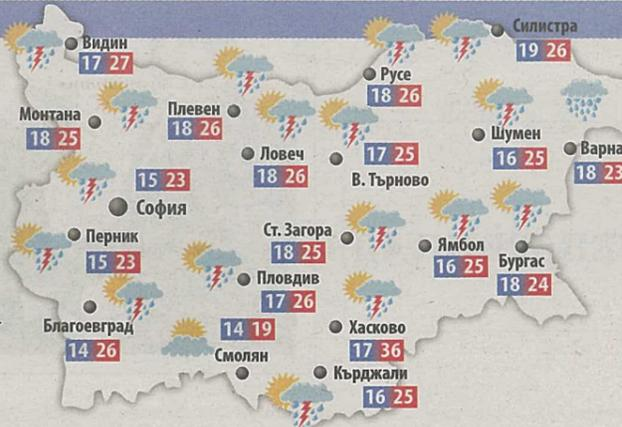 Силистра
19 26
Видин
17 27
Русе
18 26
Монтана
18 25
Плевен
18 26
Шумен
16 25
Варна
18 23
Ловеч
18 26
17 25
В. Търново
15 23
София
Перник
15 23
Ст. Загора
18 25
Ямбол
16 25
Бургас
18 24
Пловдив
17 26
Благоевград
14 26
14 19
Смолян
Хасково
17 36
Кърджали
16 25